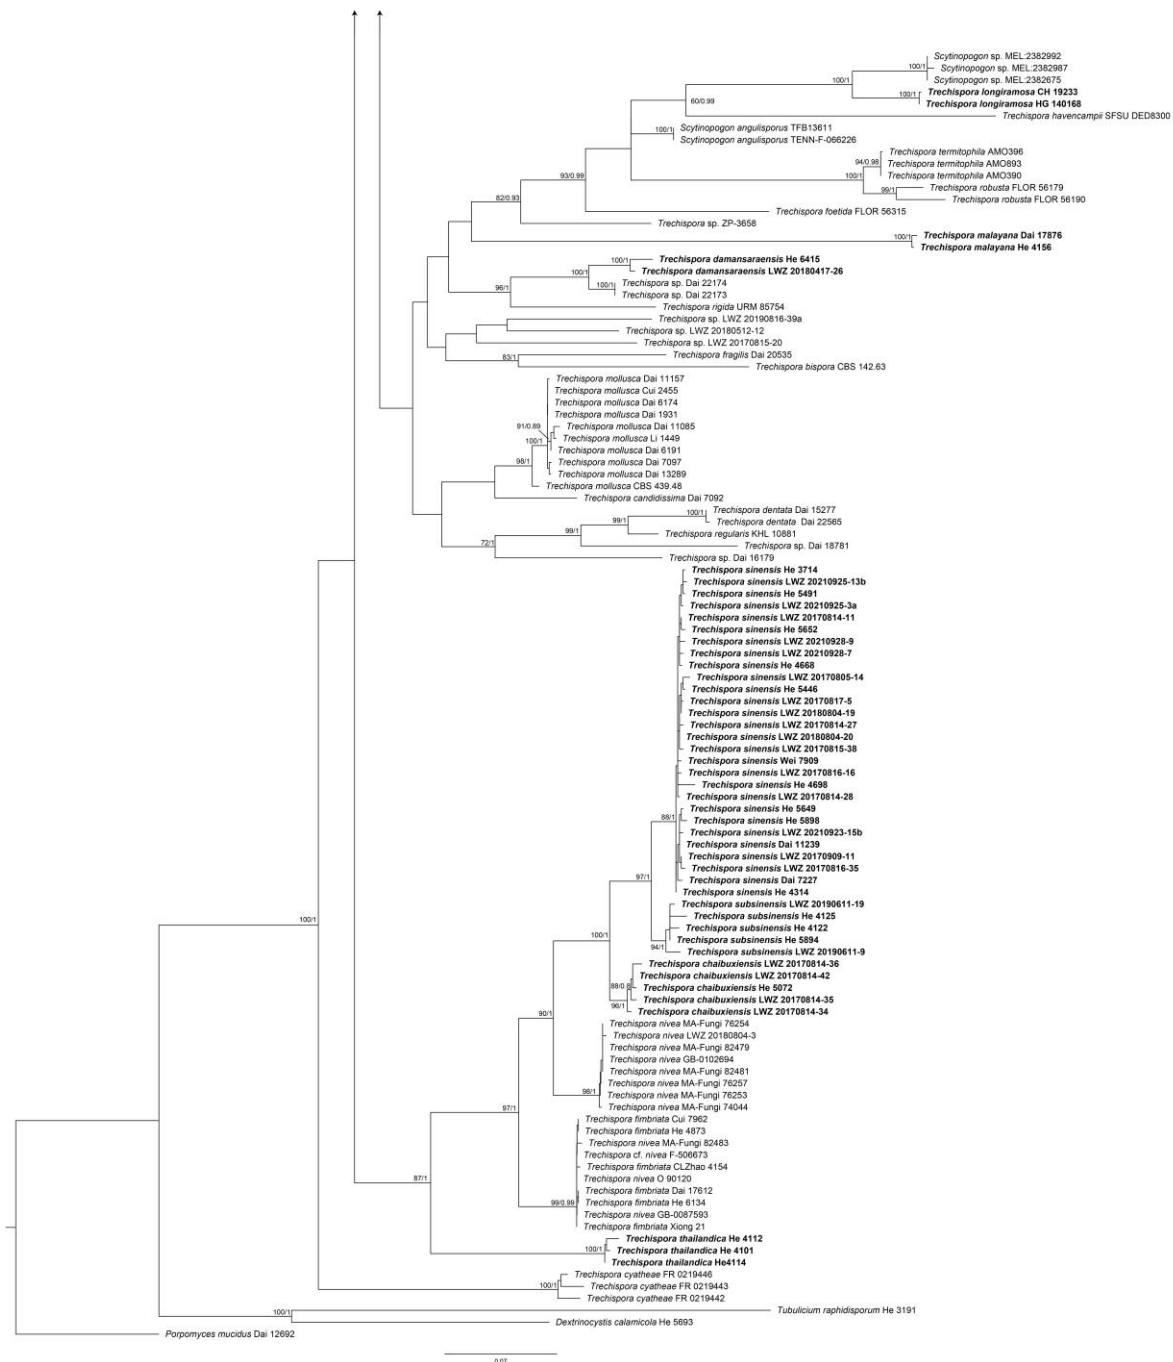 Scytinopogon sp. MEL:2382992
100/1
Scytinopogon sp. MEL:2382987
100/1
Scytinopogon sp. MEL:2382675
100/1
Trechispora longiramosa CH 19233
60/0.99
Trechispora longiramosa HG 140168
Trechispora havencampii SFSU DED8300
100/1
Scytinopogon angulisporus TFB13611
Scytinopogon angulisporus TENN-F-066226
Trechispora termitophila AMO396
94/0.98
Trechispora termitophila AMO893
93/0.99
100/1
Trechispora termitophila AMO390
99/1
Trechispora robusta FLOR 56179
82/0.93
Trechispora robusta FLOR 56190
Trechispora foetida FLOR 56315
Trechispora sp. ZP-3658
100/1
Trechispora malayana Dai 17876
Trechispora malayana He 4156
100/1
Trechispora damansaraensis He 6415
100/1
Trechispora damansaraensis LWZ 20180417-26
96/1
100/1
Trechispora sp. Dai 22174
Trechispora sp. Dai 22173
Trechispora rigida URM 85754
Trechispora sp. LWZ 20190816-39a
Trechispora sp. LWZ 20180512-12
Trechispora sp. LWZ 20170815-20
83/1
Trechispora fragilis Dai 20535
Trechispora bispora CBS 142.63
Trechispora mollusca Dai 11157
Trechispora mollusca Cui 2455
Trechispora mollusca Dai 6174
Trechispora mollusca Dai 1931
91/0.89
Trechispora mollusca Dai 11085
100/1
Trechispora mollusca Li 1449
Trechispora mollusca Dai 6191
98/1
Trechispora mollusca Dai 7097
Trechispora mollusca Dai 13289
Trechispora mollusca CBS 439.48
Trechispora candidissima Dai 7092
100/1
Trechispora dentata Dai 15277
99/1
Trechispora dentata Dai 22565
99/1
Trechispora regularis KHL 10881
72/1
Trechispora sp. Dai 18781
Trechispora sp. Dai 16179
Trechispora sinensis He 3714
Trechispora sinensis LWZ 20210925-13b
Trechispora sinensis He 5491
Trechispora sinensis LWZ 20210925-3a
Trechispora sinensis LWZ 20170814-11
Trechispora sinensis He 5652
Trechispora sinensis LWZ 20210928-9
Trechispora sinensis LWZ 20210928-7
Trechispora sinensis He 4668
Trechispora sinensis LWZ 20170805-14
Trechispora sinensis He 5446
Trechispora sinensis LWZ 20170817-5
Trechispora sinensis LWZ 20180804-19
Trechispora sinensis LWZ 20170814-27
Trechispora sinensis LWZ 20180804-20
Trechispora sinensis LWZ 20170815-38
Trechispora sinensis Wei 7909
Trechispora sinensis LWZ 20170816-16
Trechispora sinensis He 4698
Trechispora sinensis LWZ 20170814-28
Trechispora sinensis He 5649
88/1
Trechispora sinensis He 5898
Trechispora sinensis LWZ 20210923-15b
Trechispora sinensis Dai 11239
Trechispora sinensis LWZ 20170909-11
Trechispora sinensis LWZ 20170816-35
97/1
Trechispora sinensis Dai 7227
Trechispora sinensis He 4314
Trechispora subsinensis LWZ 20190611-19
Trechispora subsinensis He 4125
100/1
Trechispora subsinensis He 4122
100/1
Trechispora subsinensis He 5894
94/1
Trechispora subsinensis LWZ 20190611-9
Trechispora chaibuxiensis LWZ 20170814-36
Trechispora chaibuxiensis LWZ 20170814-42
88/0.8
Trechispora chaibuxiensis He 5072
96/1
Trechispora chaibuxiensis LWZ 20170814-35
Trechispora chaibuxiensis LWZ 20170814-34
90/1
Trechispora nivea MA-Fungi 76254
Trechispora nivea LWZ 20180804-3
Trechispora nivea MA-Fungi 82479
Trechispora nivea GB-0102694
Trechispora nivea MA-Fungi 82481
98/1
Trechispora nivea MA-Fungi 76257
Trechispora nivea MA-Fungi 76253
97/1
Trechispora nivea MA-Fungi 74044
Trechispora fimbriata Cui 7962
Trechispora fimbriata He 4873
Trechispora nivea MA-Fungi 82483
Trechispora cf. nivea F-506673
Trechispora fimbriata CLZhao 4154
87/1
Trechispora nivea O 90120
Trechispora fimbriata Dai 17612
99/0.99
Trechispora fimbriata He 6134
Trechispora nivea GB-0087593
Trechispora fimbriata Xiong 21
Trechispora thailandica He 4112
100/1
Trechispora thailandica He 4101
Trechispora thailandica He4114
Trechispora cyatheae FR 0219446
100/1
Trechispora cyatheae FR 0219443
Trechispora cyatheae FR 0219442
100/1
Tubulicium raphidisporum He 3191
Dextrinocystis calamicola He 5693
Porpomyces mucidus Dai 12692
0.07